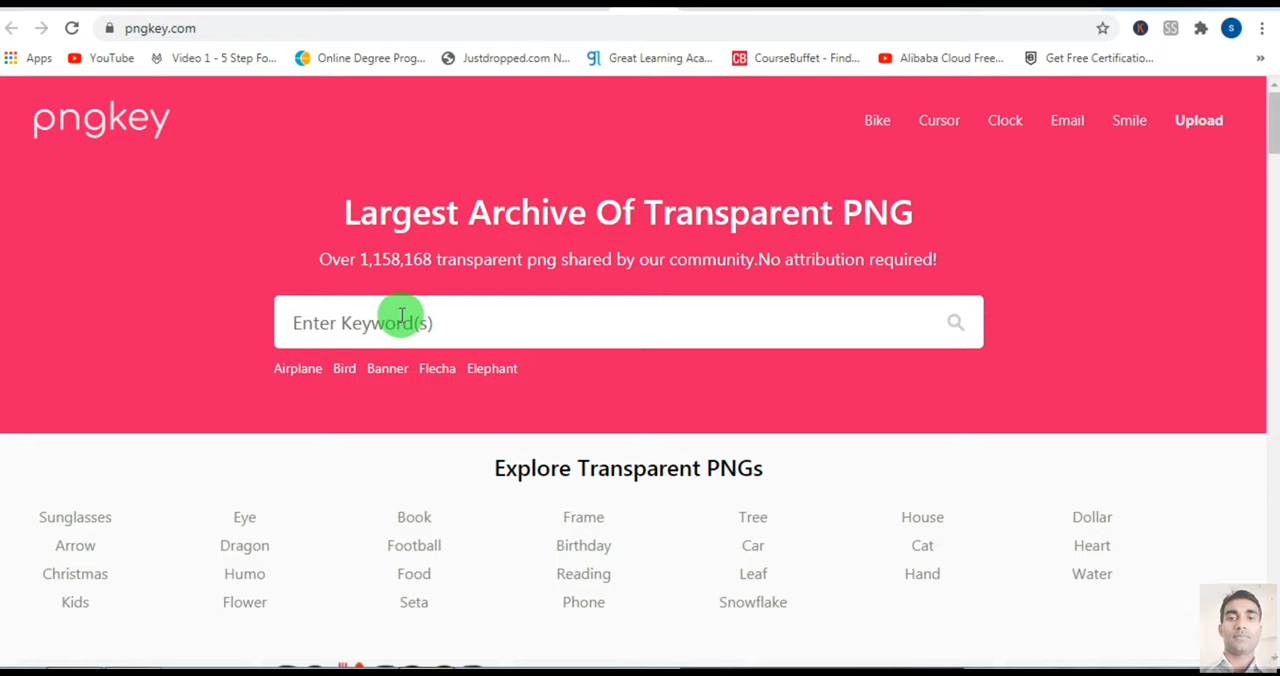 pngkey.com
K SS S
Apps YouTube Video 1 - 5 Step Fo... Online Degree Prog... Justdropped.com N... gl Great Learning Aca... CB CourseBuffet - Find... Alibaba Cloud Free... Get Free Certificatio... »
pngkey Bike Cursor Clock Email Smile Upload
Largest Archive Of Transparent PNG
Over 1,158,168 transparent png shared by our community.No attribution required!
Enter Keyword(s)
Airplane Bird Banner Flecha Elephant
Explore Transparent PNGs
Sunglasses Eye Book Frame Tree House Dollar
Arrow Dragon Football Birthday Car Cat Heart
Christmas Humo Food Reading Leaf Hand Water
Kids Flower Seta Phone Snowflake